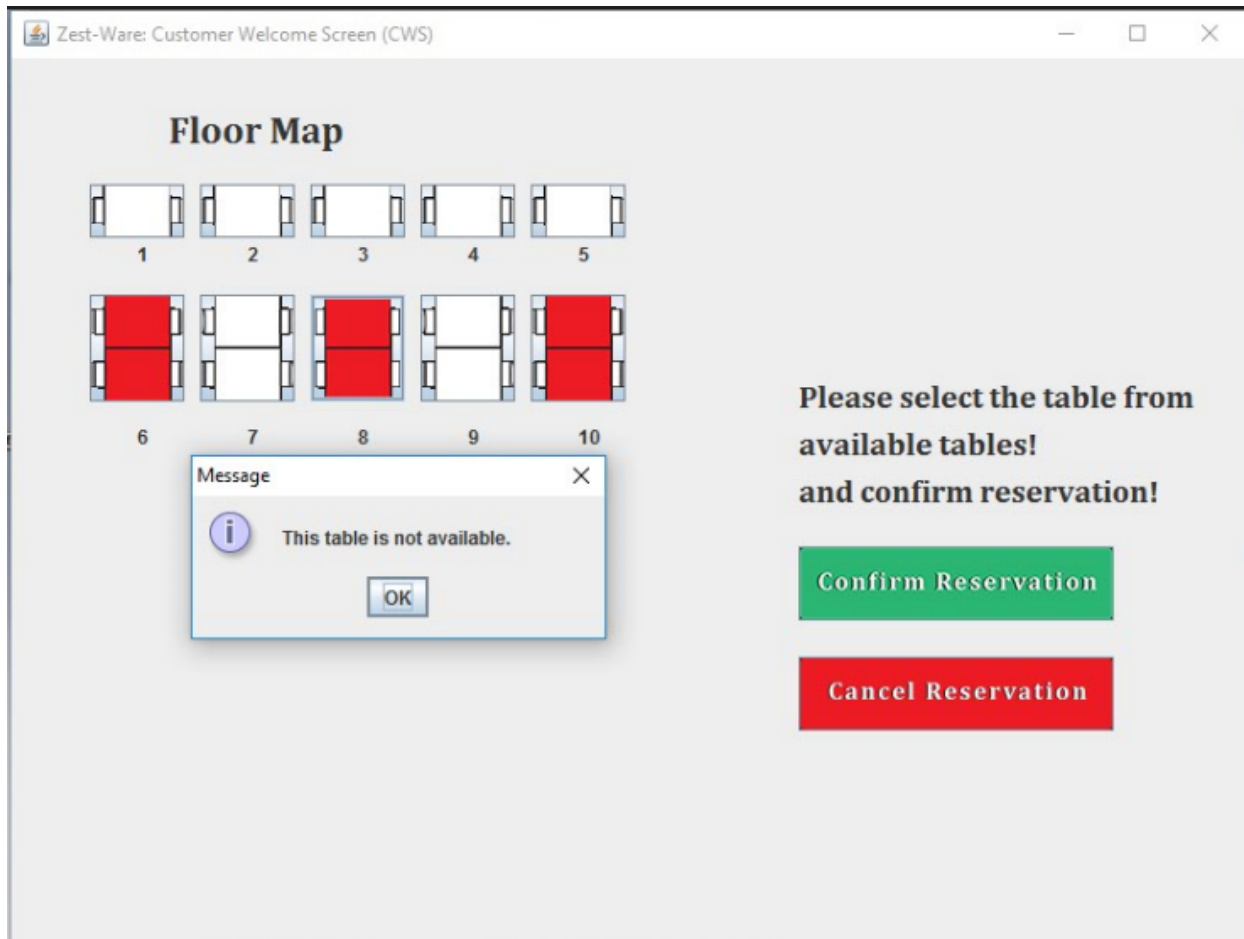 Zest-Ware: Customer Welcome Screen (CWS)
Floor Map
1 2 3 4 5
6 7 8 9 10
Message
This table is not available.
OK
Please select the table from
available tables!
and confirm reservation!
Confirm Reservation
Cancel Reservation